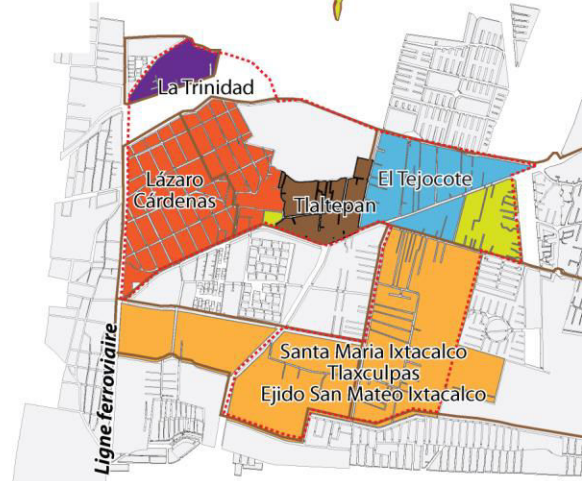 La Trinidad
Lázaro
Cárdenas
Tlaltepan
El Tejocote
Santa Maria Ixtacalco
Tlaxculpas
Ejido San Mateo Ixtacalco
Ligne ferroviaire